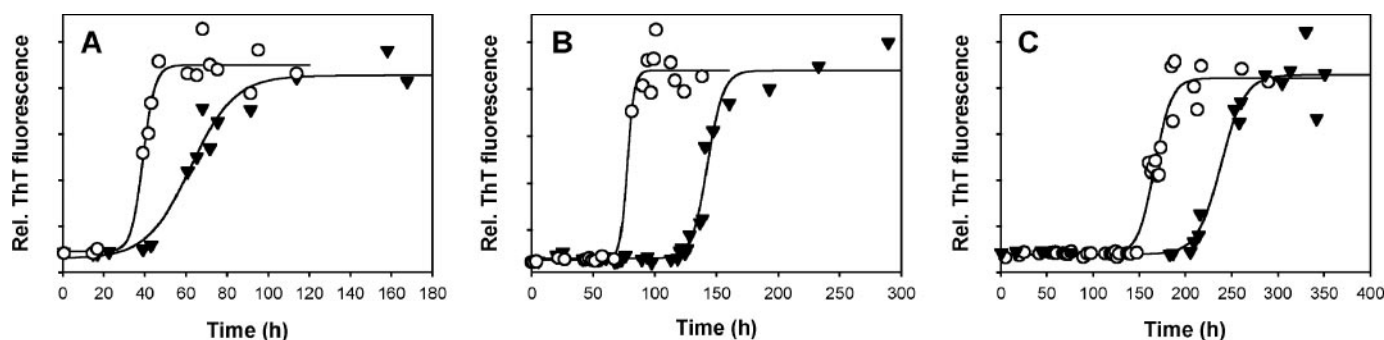 A
Rel. ThT fluorescence
0 20 40 60 80 100 120 140 160 180
Time (h)
B
Rel. ThT fluorescence
0 50 100 150 200 250 300
Time (h)
C
Rel. ThT fluorescence
0 50 100 150 200 250 300 350 400
Time (h)